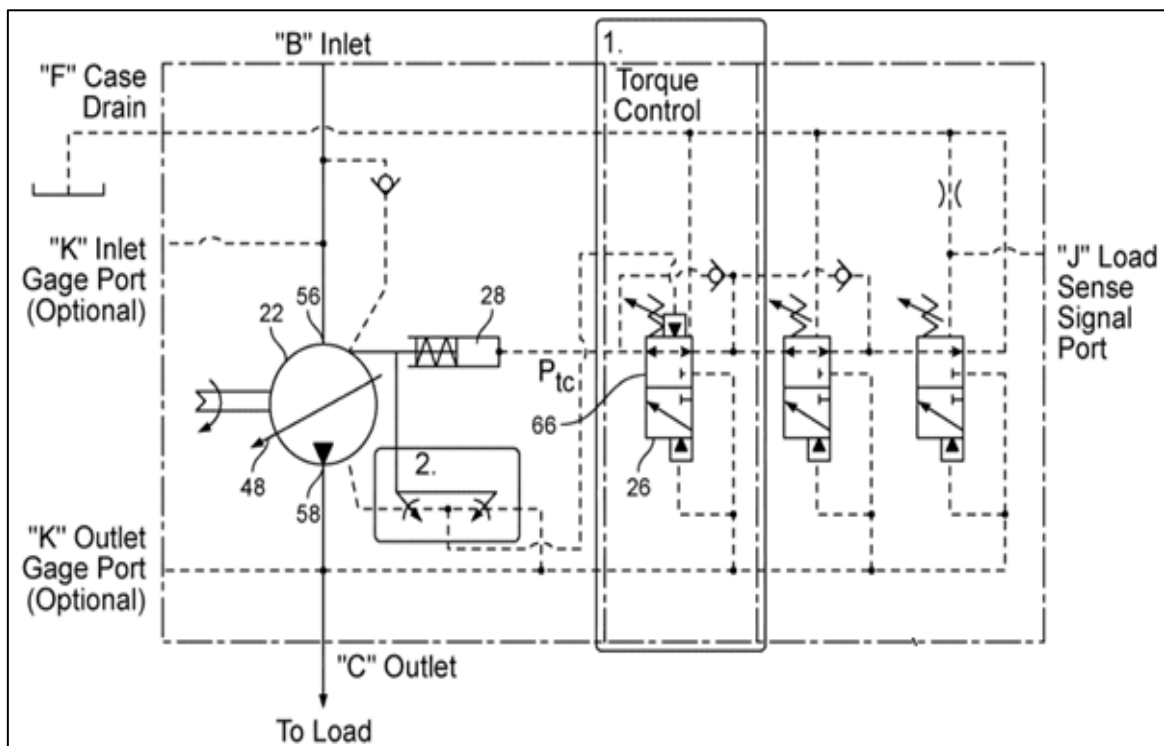 "B" Inlet
1.
"F" Case
Drain
Torque
Control
"K" Inlet
Gage Port
(Optional)
56
22
28
"J" Load
Sense
Signal
Port
Ptc
66
48
58
2.
26
"K" Outlet
Gage Port
(Optional)
"C" Outlet
To Load